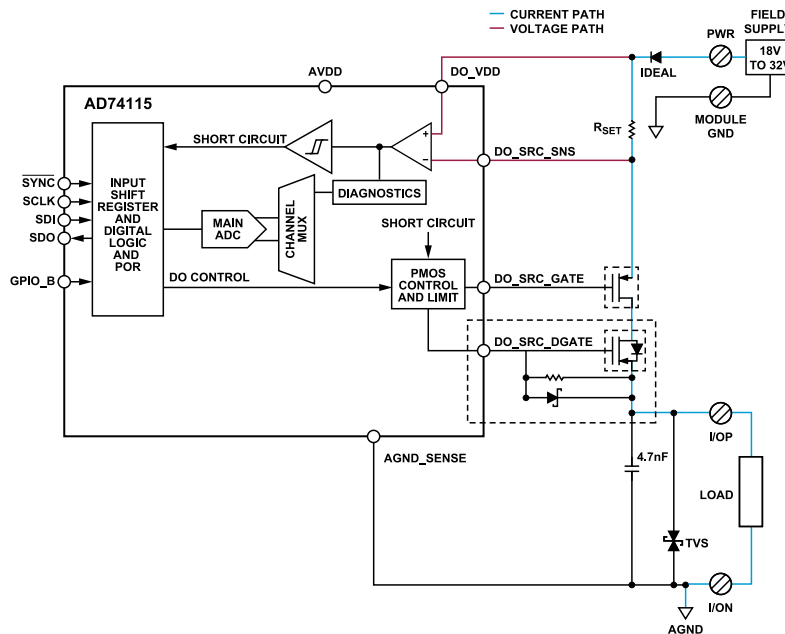 CURRENT PATH
VOLTAGE PATH
FIELD
SUPPLY
PWR
18V
TO 32V
IDEAL
MODULE
GND
AVDD
DO_VDD
AD74115
RSET
SHORT CIRCUIT
+
−
DO_SRC_SNS
SYNC
SCLK
SDI
SDO
GPIO_B
INPUT
SHIFT
REGISTER
AND
DIGITAL
LOGIC
AND
POR
DIAGNOSTICS
MAIN
ADC
CHANNEL
MUX
SHORT CIRCUIT
DO CONTROL
PMOS
CONTROL
AND LIMIT
DO_SRC_GATE
DO_SRC_DGATE
AGND_SENSE
4.7nF
I/OP
LOAD
TVS
I/ON
AGND